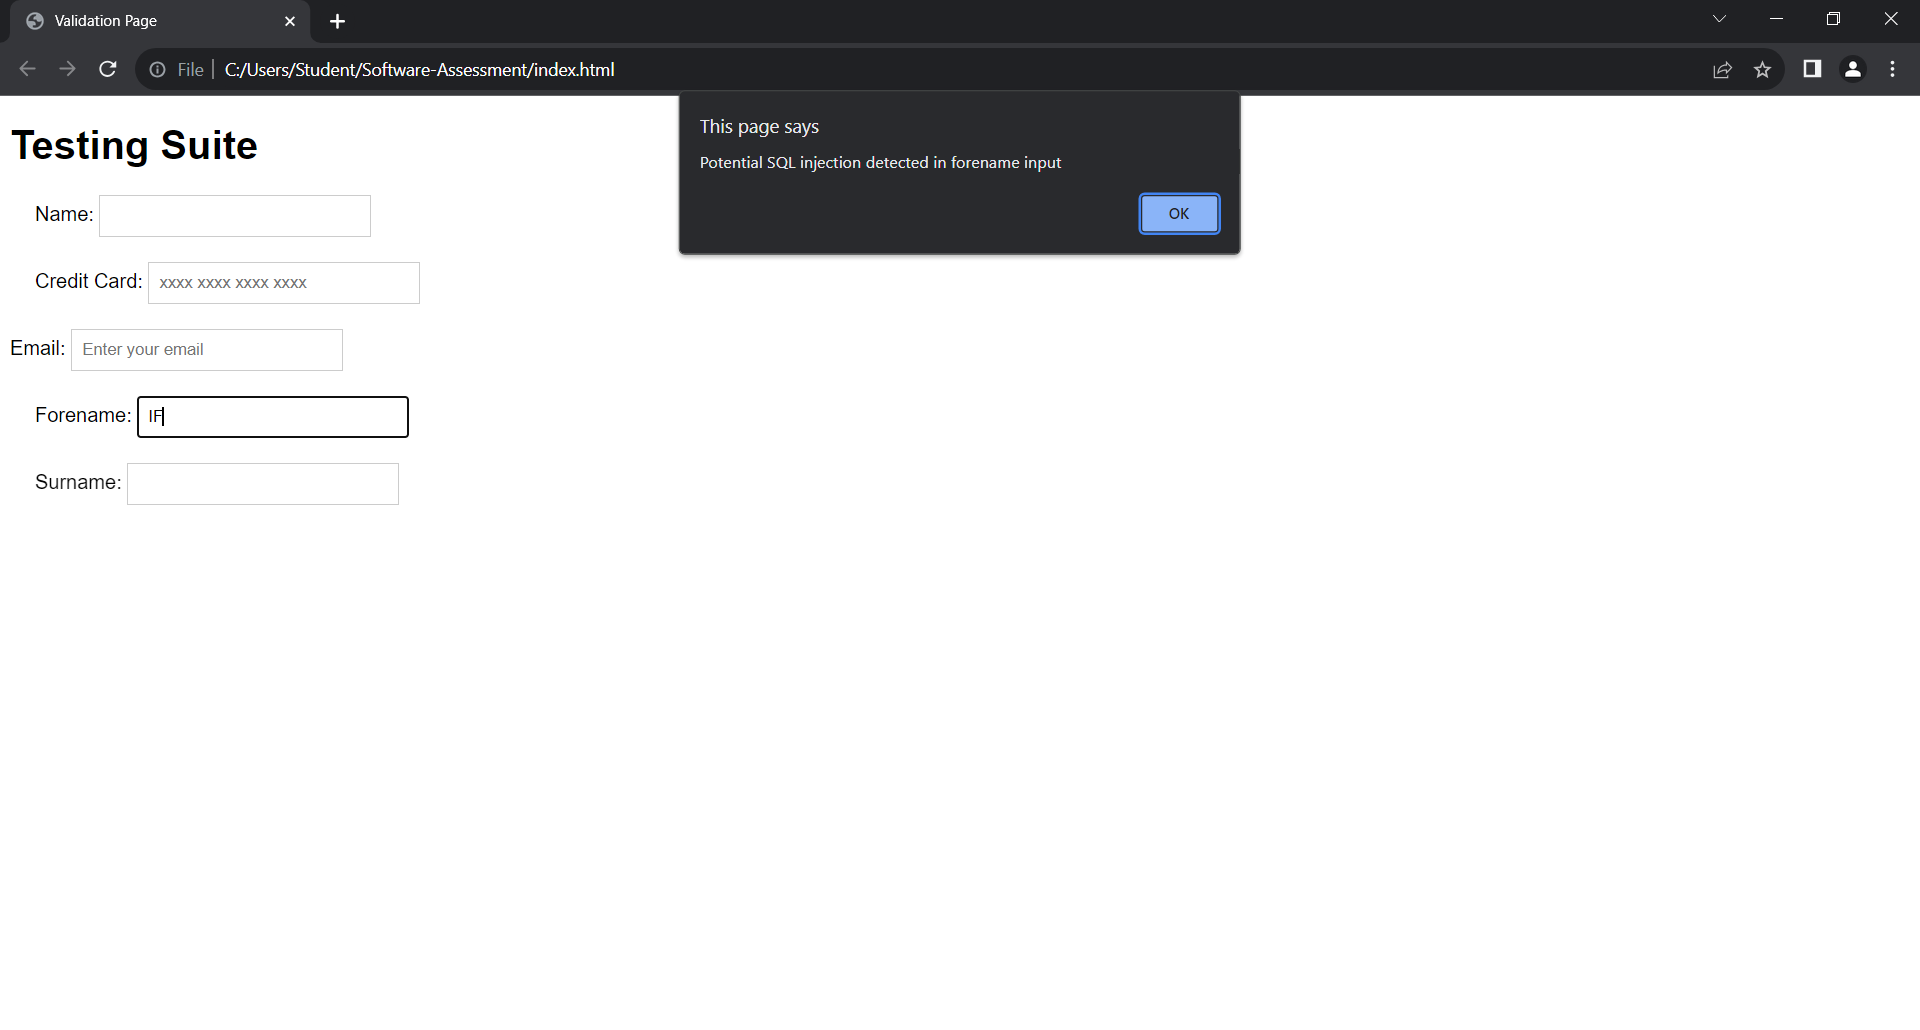 Validation Page
File C:/Users/Student/Software-Assessment/index.html
This page says
Potential SQL injection detected in forename input
OK
Testing Suite
Name:
Credit Card: xxxx xxxx xxxx xxxx
Email: Enter your email
Forename: IF
Surname: